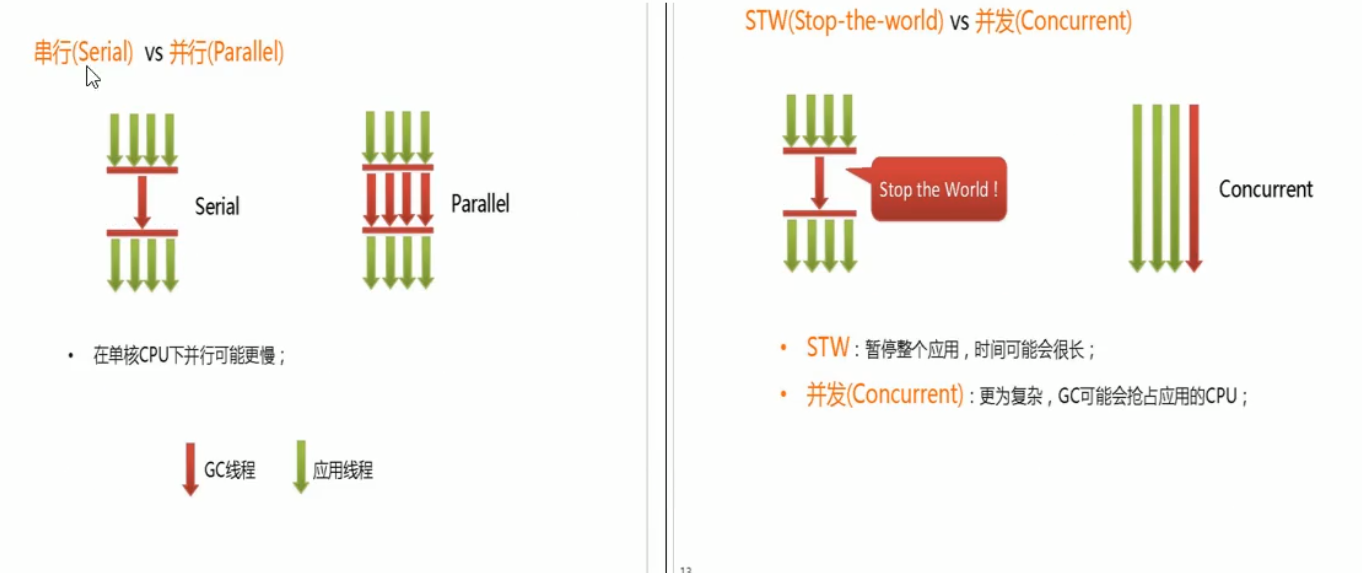 串行(Serial) vs 并行(Parallel)
Serial
Parallel
• 在单核CPU下并行可能更慢；
GC线程
应用线程
STW(Stop-the-world) vs 并发(Concurrent)
Stop the World！
Concurrent
• STW：暂停整个应用，时间可能会很长；
• 并发(Concurrent)：更为复杂，GC可能会抢占应用的CPU；
13